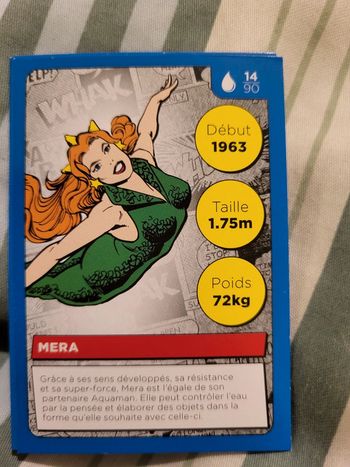 ELP!
WHAK
14
90
Début
1963
Taille
1.75m
Poids
72kg
MERA
Grâce à ses sens développés, sa résistance
et sa super-force, Mera est l'égale de son
partenaire Aquaman. Elle peut contrôler l'eau
par la pensée et élaborer des objets dans la
forme qu'elle souhaite avec celle-ci.